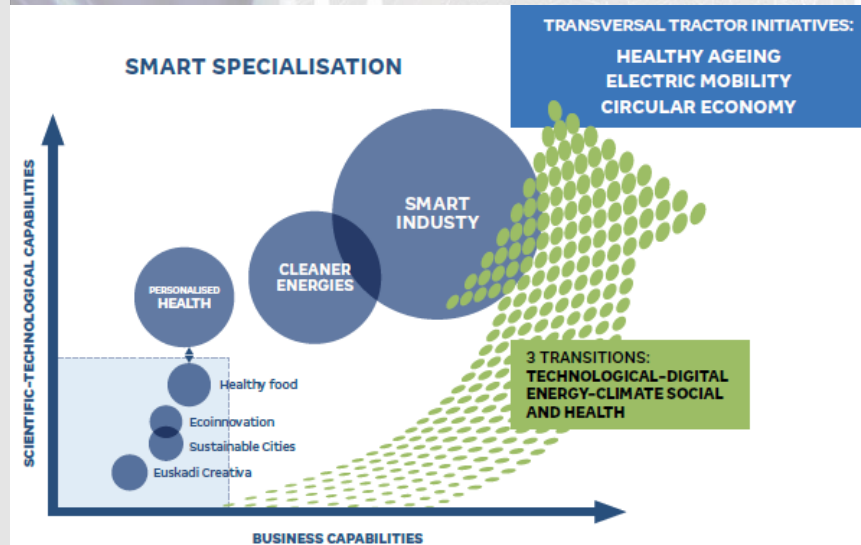 TRANSVERSAL TRACTOR INITIATIVES:
HEALTHY AGEING
ELECTRIC MOBILITY
CIRCULAR ECONOMY
SMART SPECIALISATION
SCIENTIFIC-TECHNOLOGICAL CAPABILITIES
SMART
INDUSTY
CLEANER
ENERGIES
PERSONALISED
HEALTH
3 TRANSITIONS:
TECHNOLOGICAL-DIGITAL
ENERGY-CLIMATE SOCIAL
AND HEALTH
Healthy food
Ecoinnovation
Sustainable Cities
Euskadi Creativa
BUSINESS CAPABILITIES